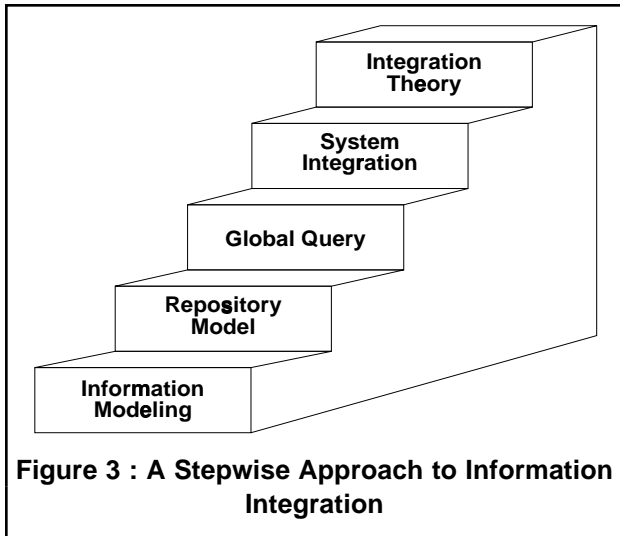 Integration
Theory
System
Integration
Global Query
Repository
Model
Information
Modeling
Figure 3 : A Stepwise Approach to Information
Integration